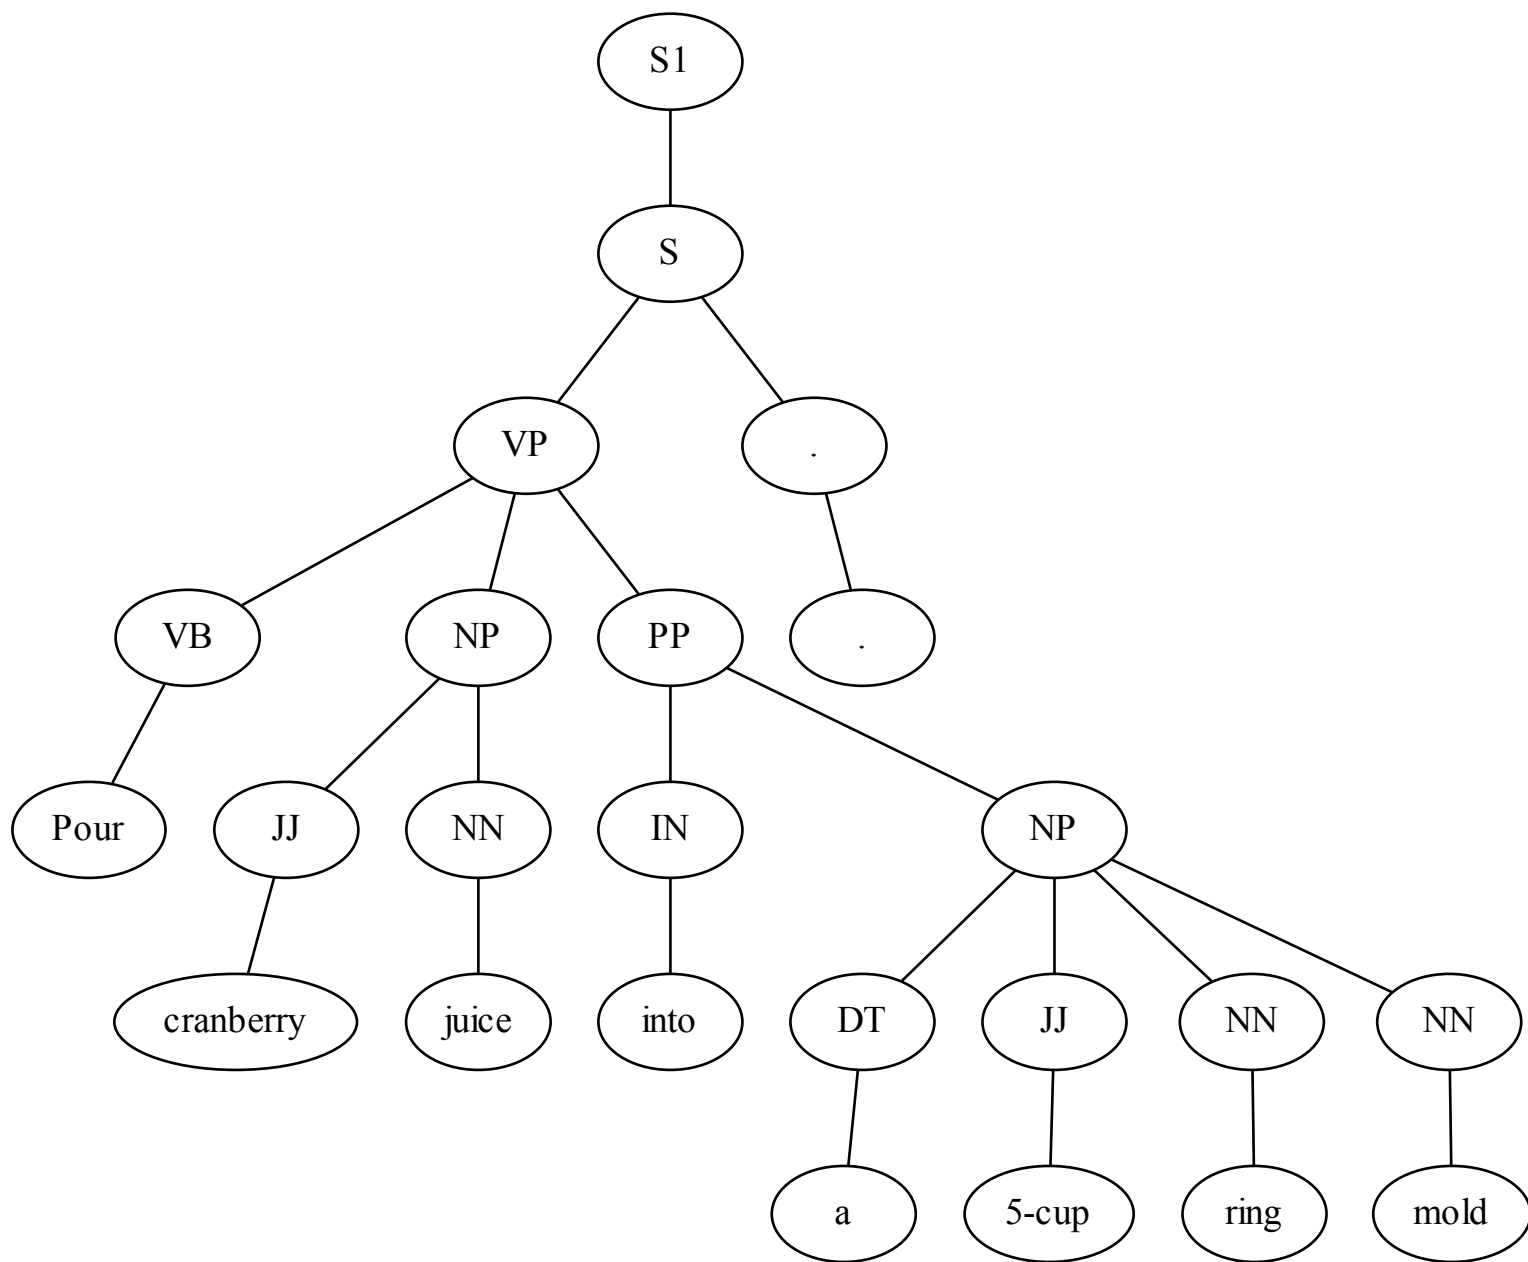 S1
S
VP .
VB NP PP .
Pour JJ NN IN NP
cranberry juice into DT JJ NN NN
a 5-cup ring mold